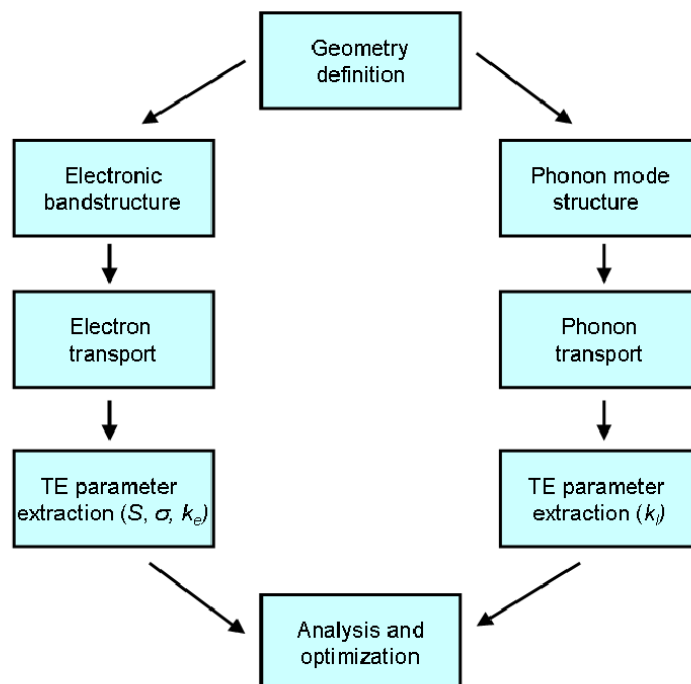 Geometry
definition
Electronic
bandstructure
Phonon mode
structure
Electron
transport
Phonon
transport
TE parameter
extraction (S, σ, kₑ)
TE parameter
extraction (kₗ)
Analysis and
optimization